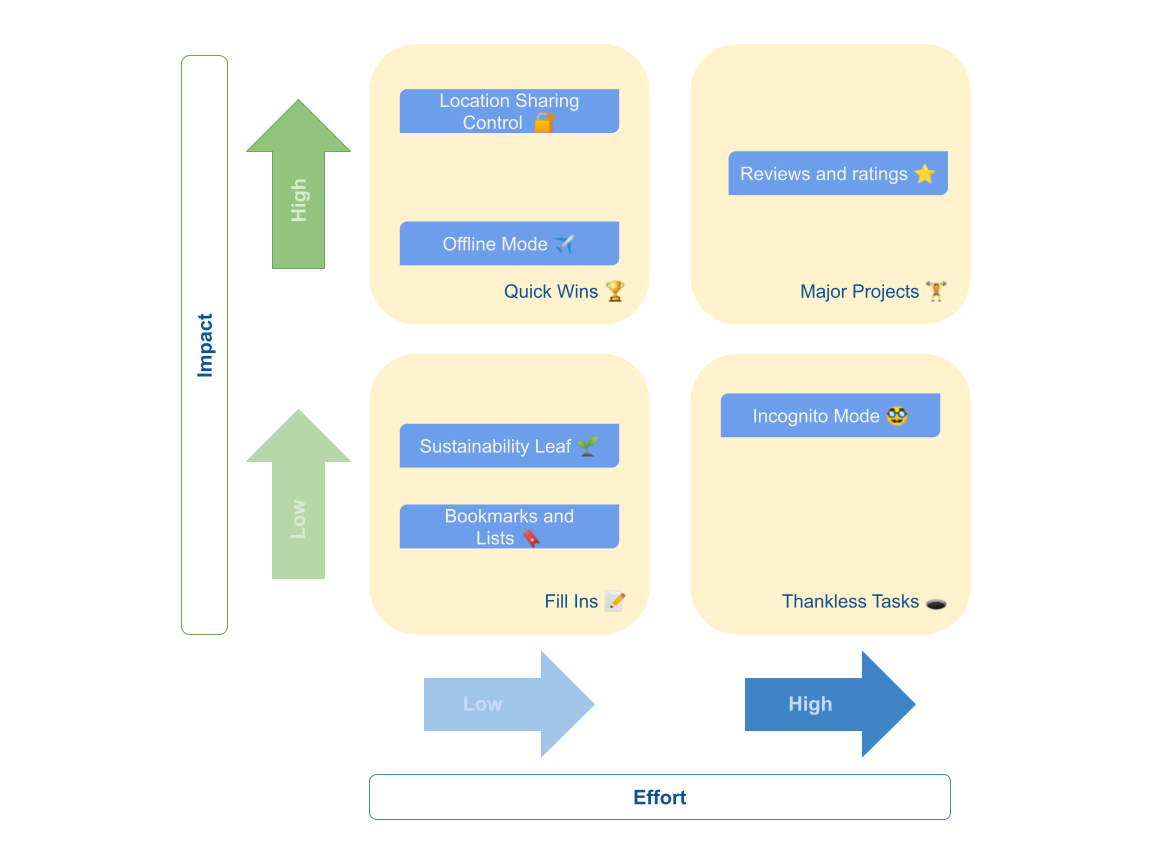 Impact
High
Location Sharing
Control 🔐
Offline Mode ✈️
Quick Wins 🏆
Reviews and ratings ⭐
Major Projects 🏋️
Low
Sustainability Leaf 🌱
Bookmarks and
Lists 🔖
Fill Ins 📝
Incognito Mode 🥸
Thankless Tasks 🕳️
Low
High
Effort